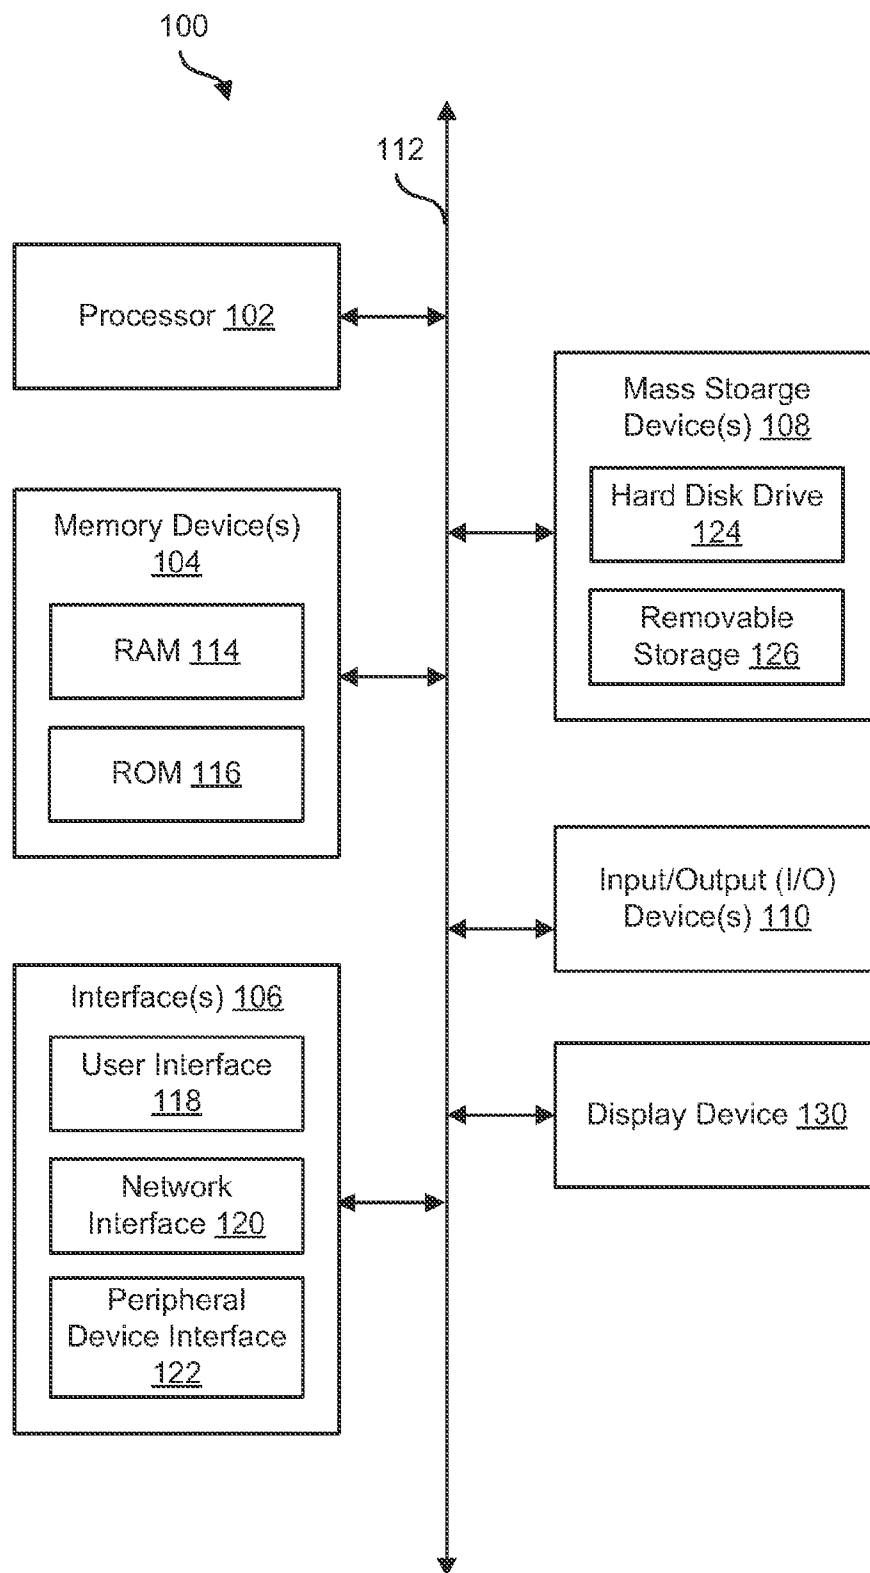 100
112
Processor 102
Memory Device(s)
104
RAM 114
ROM 116
Interface(s) 106
User Interface
118
Network
Interface 120
Peripheral
Device Interface
122
Mass Stoarge
Device(s) 108
Hard Disk Drive
124
Removable
Storage 126
Input/Output (I/O)
Device(s) 110
Display Device 130